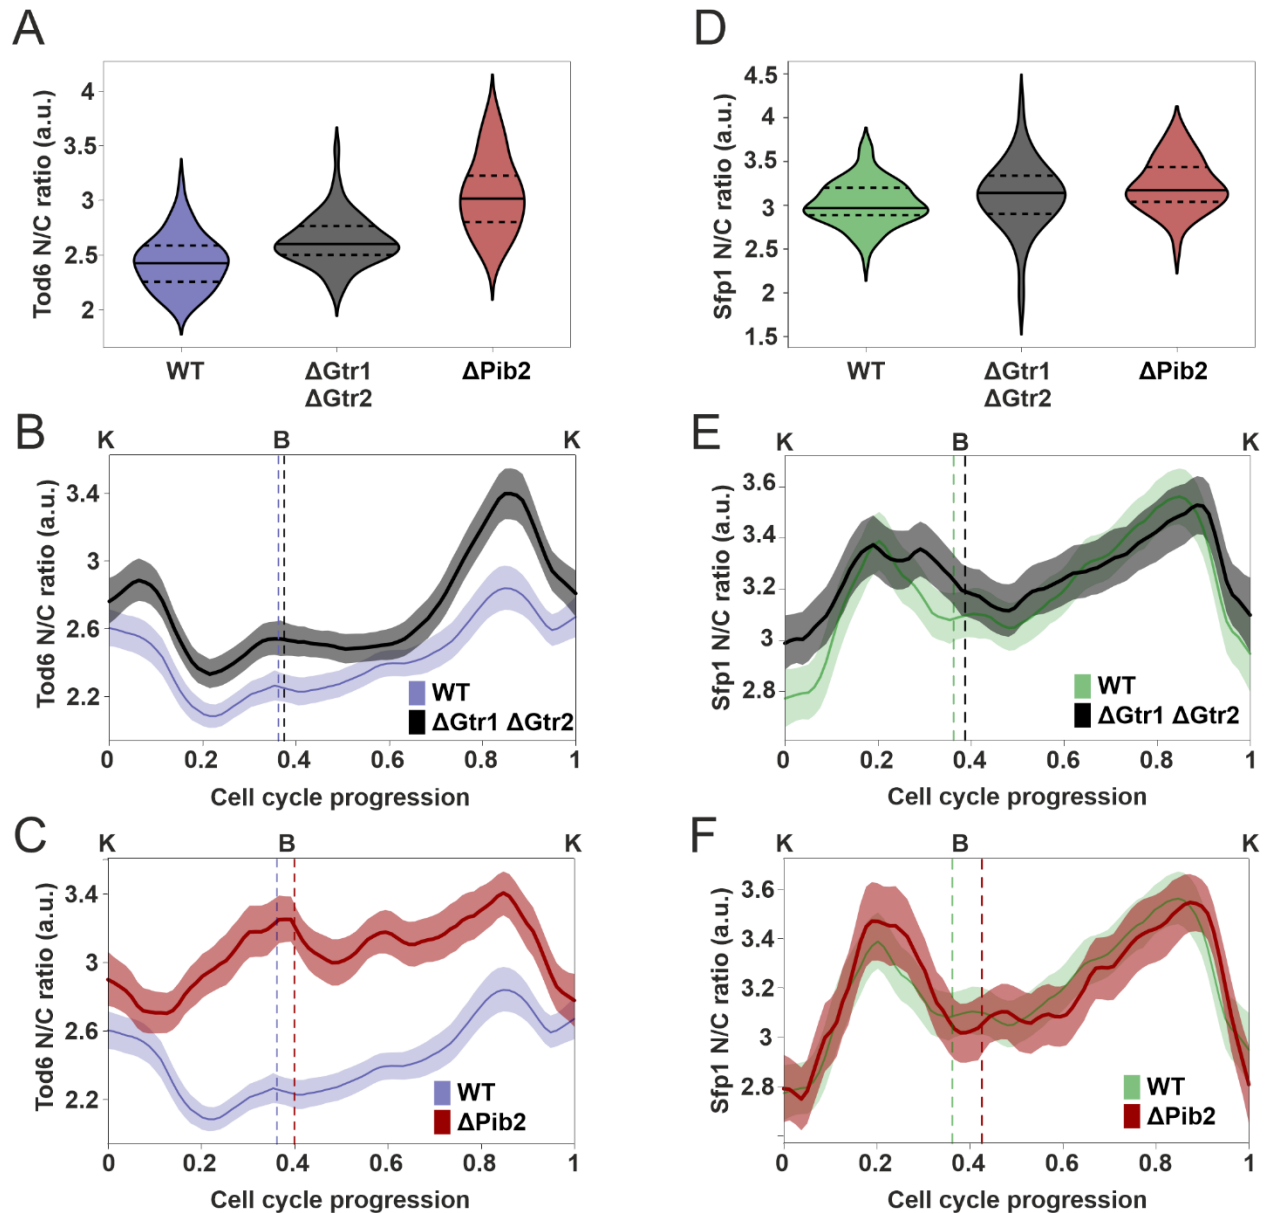 A
Tod6 N/C ratio (a.u.)
4
3.5
3
2.5
2
WT
ΔGtr1
ΔGtr2
ΔPib2
D
Sfp1 N/C ratio (a.u.)
4.5
4
3.5
3
2.5
2
1.5
WT
ΔGtr1
ΔGtr2
ΔPib2
B
K B K
Tod6 N/C ratio (a.u.)
3.4
3
2.6
2.2
WT
ΔGtr1 ΔGtr2
0 0.2 0.4 0.6 0.8 1
Cell cycle progression
E
K B K
Sfp1 N/C ratio (a.u.)
3.6
3.4
3.2
3
2.8
WT
ΔGtr1 ΔGtr2
0 0.2 0.4 0.6 0.8 1
Cell cycle progression
C
K B K
Tod6 N/C ratio (a.u.)
3.4
3
2.6
2.2
WT
ΔPib2
0 0.2 0.4 0.6 0.8 1
Cell cycle progression
F
K B K
Sfp1 N/C ratio (a.u.)
3.6
3.4
3.2
3
2.8
WT
ΔPib2
0 0.2 0.4 0.6 0.8 1
Cell cycle progression